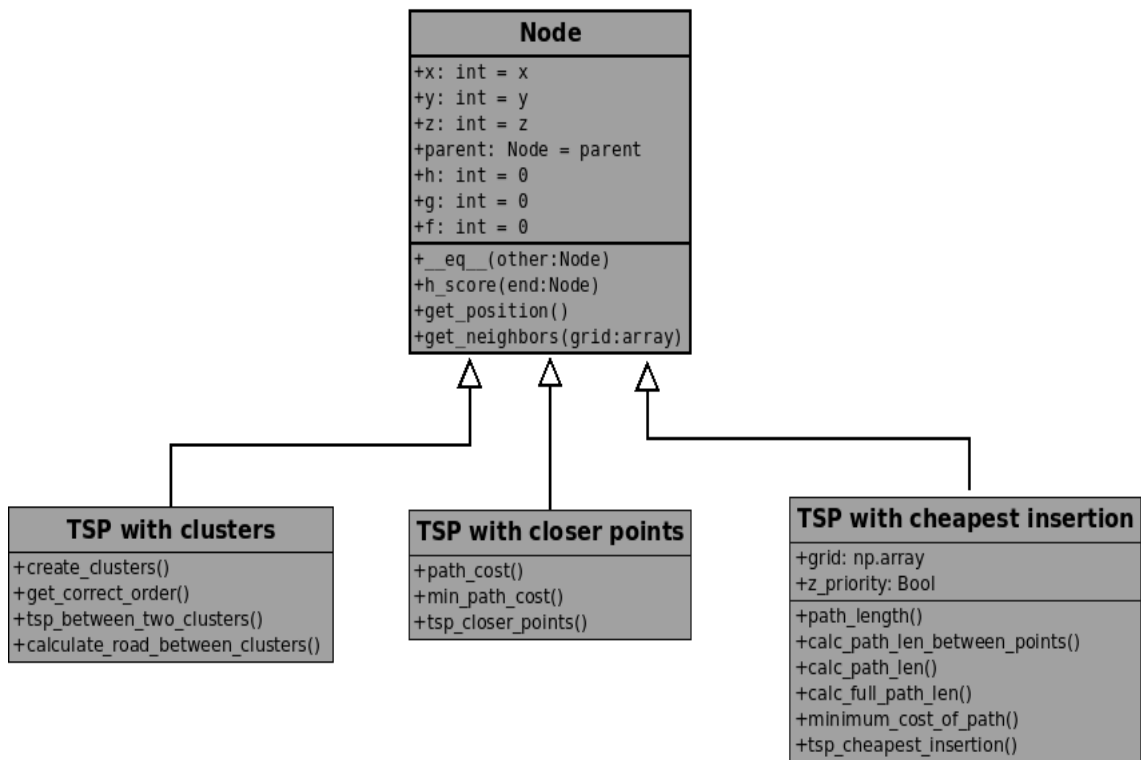 Node
+x: int = x
+y: int = y
+z: int = z
+parent: Node = parent
+h: int = 0
+g: int = 0
+f: int = 0
+__eq__(other:Node)
+h_score(end:Node)
+get_position()
+get_neighbors(grid:array)
TSP with clusters
+create_clusters()
+get_correct_order()
+tsp_between_two_clusters()
+calculate_road_between_clusters()
TSP with closer points
+path_cost()
+min_path_cost()
+tsp_closer_points()
TSP with cheapest insertion
+grid: np.array
+z_priority: Bool
+path_length()
+calc_path_len_between_points()
+calc_path_len()
+calc_full_path_len()
+minimum_cost_of_path()
+tsp_cheapest_insertion()